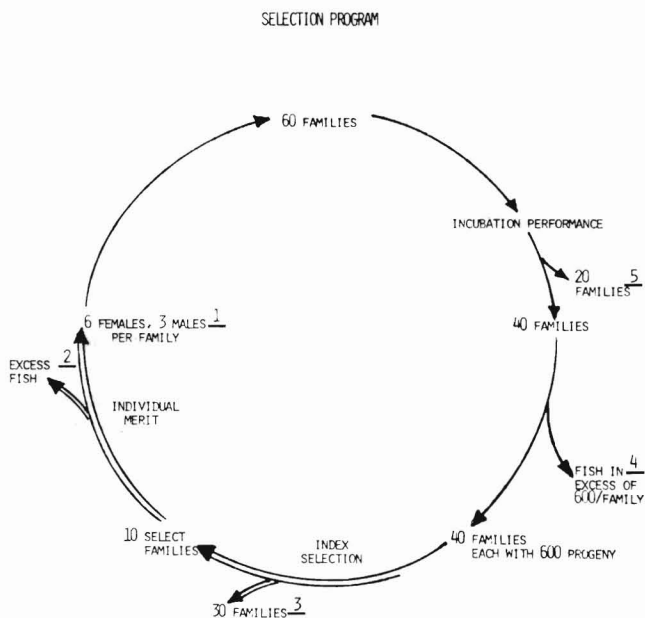 SELECTION PROGRAM
60 FAMILIES
INCUBATION PERFORMANCE
20 5
FAMILIES
40 FAMILIES
6 FEMALES, 3 MALES 1
PER FAMILY
EXCESS 2
FISH
INDIVIDUAL
MERIT
FISH IN 4
EXCESS OF
600/FAMILY
40 FAMILIES
EACH WITH 600 PROGENY
10 SELECT
FAMILIES
INDEX
SELECTION
30 FAMILIES 3